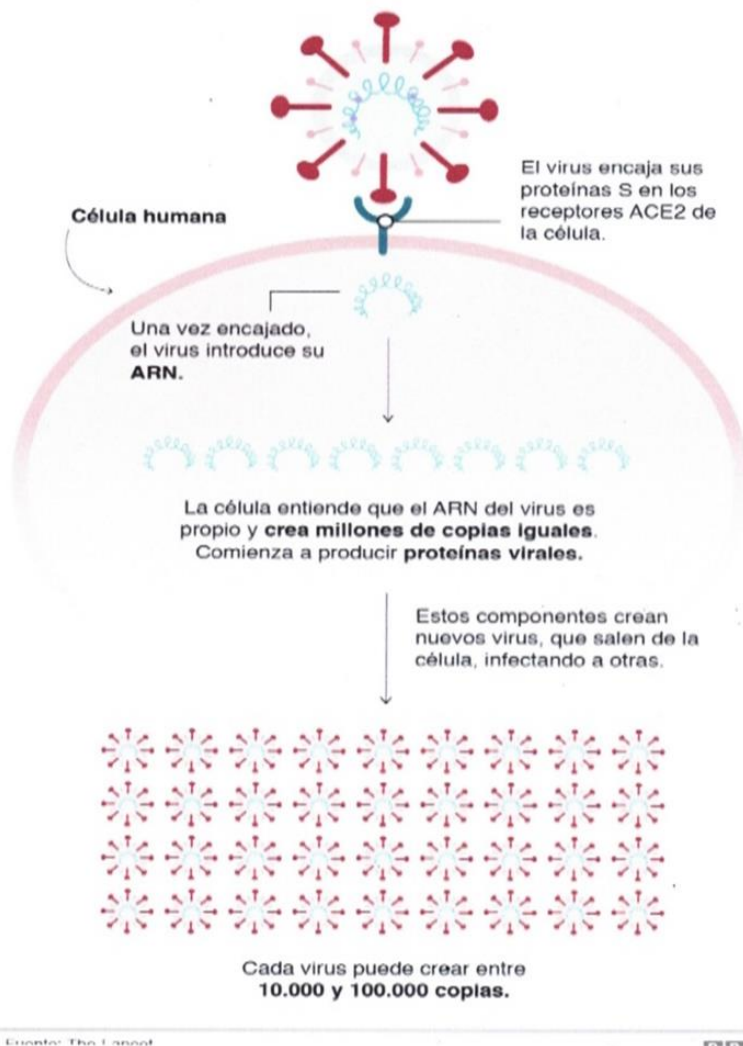 El virus encaja sus
proteínas S en los
receptores ACE2 de
la célula.
Célula humana
Una vez encajado,
el virus introduce su
ARN.
La célula entiende que el ARN del virus es
propio y crea millones de copias iguales.
Comienza a producir proteínas virales.
Estos componentes crean
nuevos virus, que salen de la
célula, infectando a otras.
Cada virus puede crear entre
10.000 y 100.000 copias.
Fuente: The Lancet